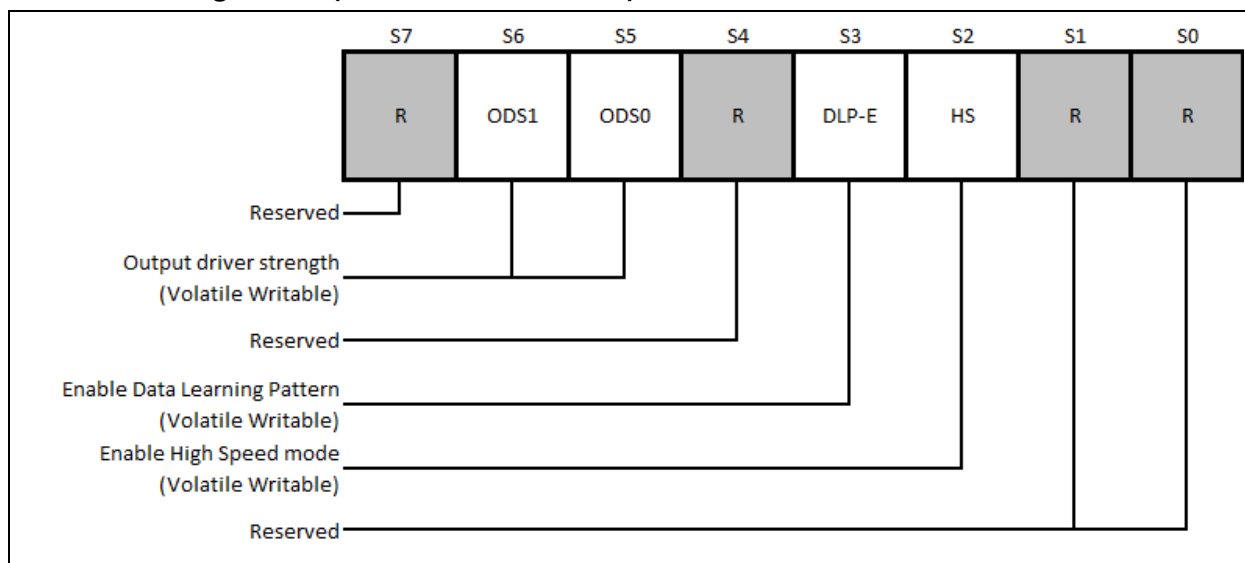 S7 S6 S5 S4 S3 S2 S1 S0
R ODS1 ODS0 R DLP-E HS R R
Reserved
Output driver strength
(Volatile Writable)
Reserved
Enable Data Learning Pattern
(Volatile Writable)
Enable High Speed mode
(Volatile Writable)
Reserved